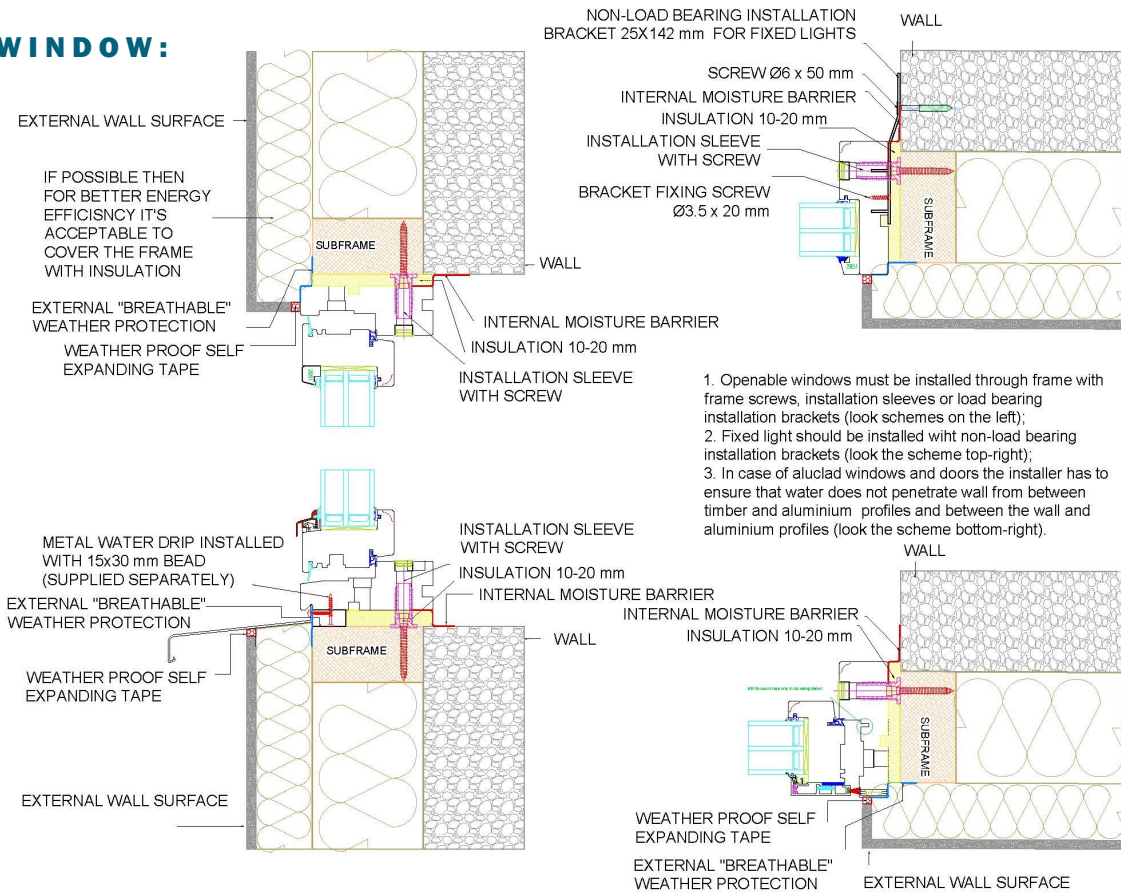 WINDOW:
EXTERNAL WALL SURFACE
IF POSSIBLE THEN
FOR BETTER ENERGY
EFFICISNCY IT'S
ACCEPTABLE TO
COVER THE FRAME
WITH INSULATION
EXTERNAL "BREATHABLE"
WEATHER PROTECTION
WEATHER PROOF SELF
EXPANDING TAPE
SUBFRAME
WALL
INTERNAL MOISTURE BARRIER
INSULATION 10-20 mm
INSTALLATION SLEEVE
WITH SCREW
NON-LOAD BEARING INSTALLATION
BRACKET 25X142 mm FOR FIXED LIGHTS
WALL
SCREW Ø6 x 50 mm
INTERNAL MOISTURE BARRIER
INSULATION 10-20 mm
INSTALLATION SLEEVE
WITH SCREW
BRACKET FIXING SCREW
Ø3.5 x 20 mm
SUBFRAME
1. Openable windows must be installed through frame with
frame screws, installation sleeves or load bearing
installation brackets (look schemes on the left);
2. Fixed light should be installed wiht non-load bearing
installation brackets (look the scheme top-right);
3. In case of aluclad windows and doors the installer has to
ensure that water does not penetrate wall from between
timber and aluminium profiles and between the wall and
aluminium profiles (look the scheme bottom-right).
METAL WATER DRIP INSTALLED
WITH 15x30 mm BEAD
(SUPPLIED SEPARATELY)
EXTERNAL "BREATHABLE"
WEATHER PROTECTION
WEATHER PROOF SELF
EXPANDING TAPE
EXTERNAL WALL SURFACE
INSTALLATION SLEEVE
WITH SCREW
INSULATION 10-20 mm
INTERNAL MOISTURE BARRIER
WALL
SUBFRAME
WALL
INTERNAL MOISTURE BARRIER
INSULATION 10-20 mm
SUBFRAME
WEATHER PROOF SELF
EXPANDING TAPE
EXTERNAL "BREATHABLE"
WEATHER PROTECTION
EXTERNAL WALL SURFACE